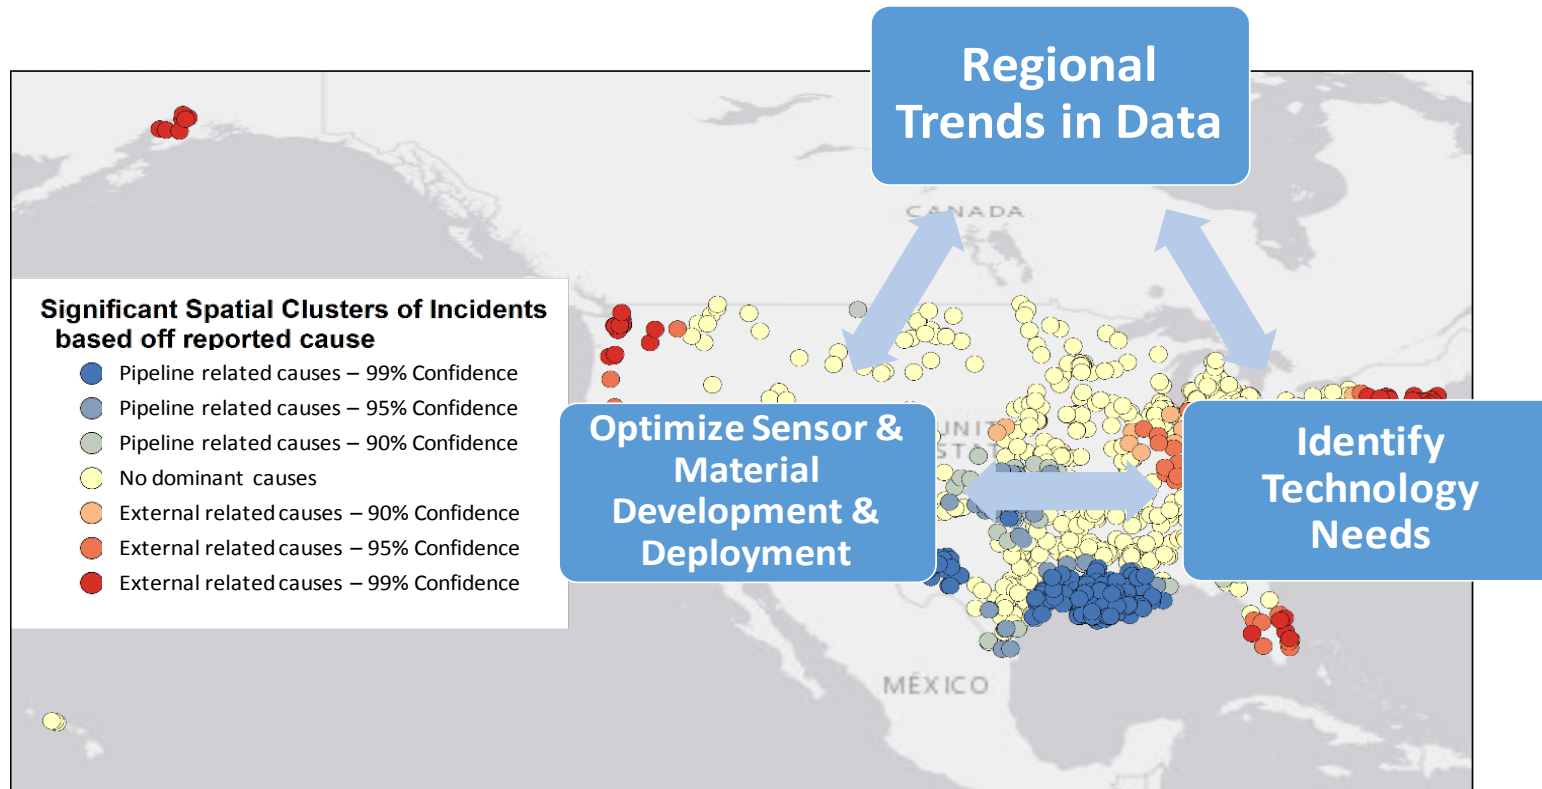 Regional
Trends in Data
CANADA
Significant Spatial Clusters of Incidents
based off reported cause
Pipeline related causes – 99% Confidence
Pipeline related causes – 95% Confidence
Pipeline related causes – 90% Confidence
No dominant causes
External related causes – 90% Confidence
External related causes – 95% Confidence
External related causes – 99% Confidence
Optimize Sensor &
Material
Development &
Deployment
Identify
Technology
Needs
MÉXICO